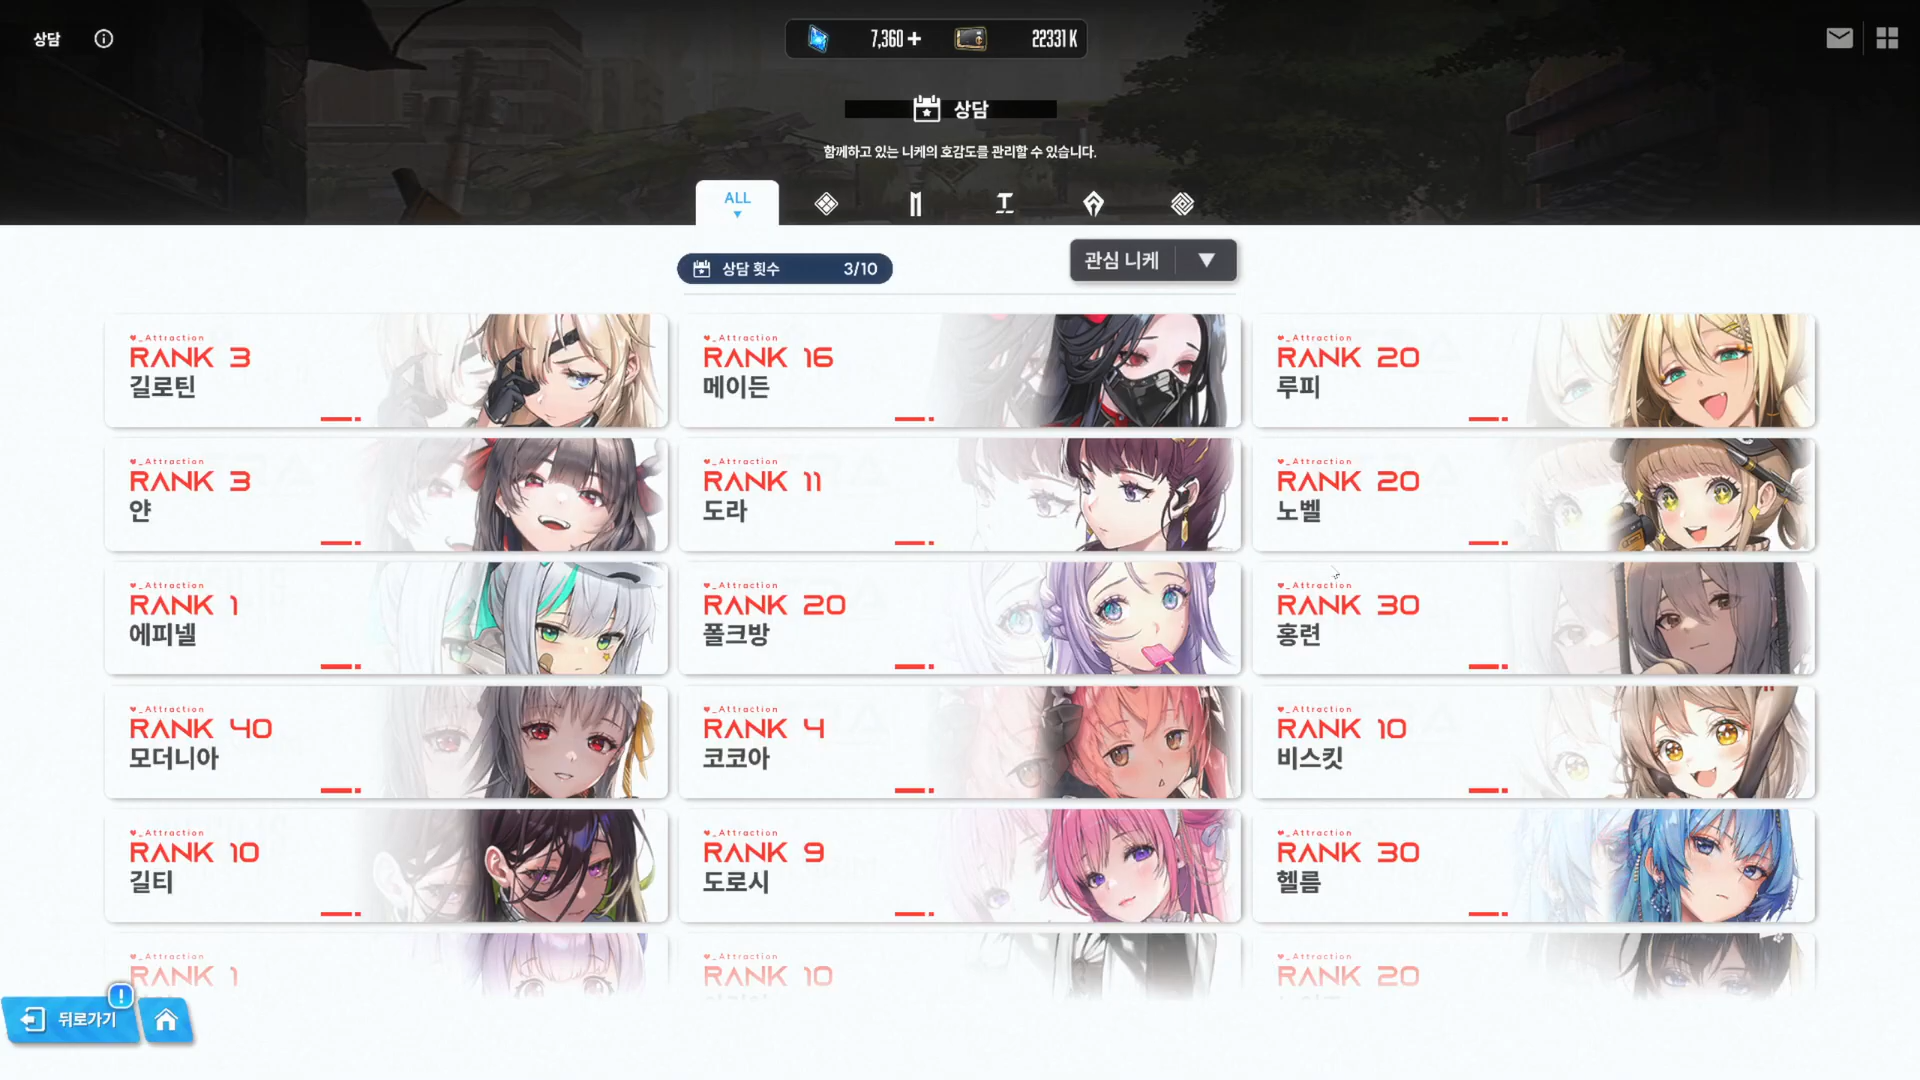 상담
7,360
22331 K
상담
함께하고 있는 니케의 호감도를 관리할 수 있습니다.
ALL
상담 횟수 3/10
관심 니케
Attraction
RANK 3
길로틴
Attraction
RANK 16
메이든
Attraction
RANK 20
루피
Attraction
RANK 3
얀
Attraction
RANK 11
도라
Attraction
RANK 20
노벨
Attraction
RANK 1
에피넬
Attraction
RANK 20
폴크방
Attraction
RANK 30
홍련
Attraction
RANK 40
모더니아
Attraction
RANK 4
코코아
Attraction
RANK 10
비스킷
Attraction
RANK 10
길티
Attraction
RANK 9
도로시
Attraction
RANK 30
헬름
Attraction
RANK 1
Attraction
RANK 10
Attraction
RANK 20
뒤로가기